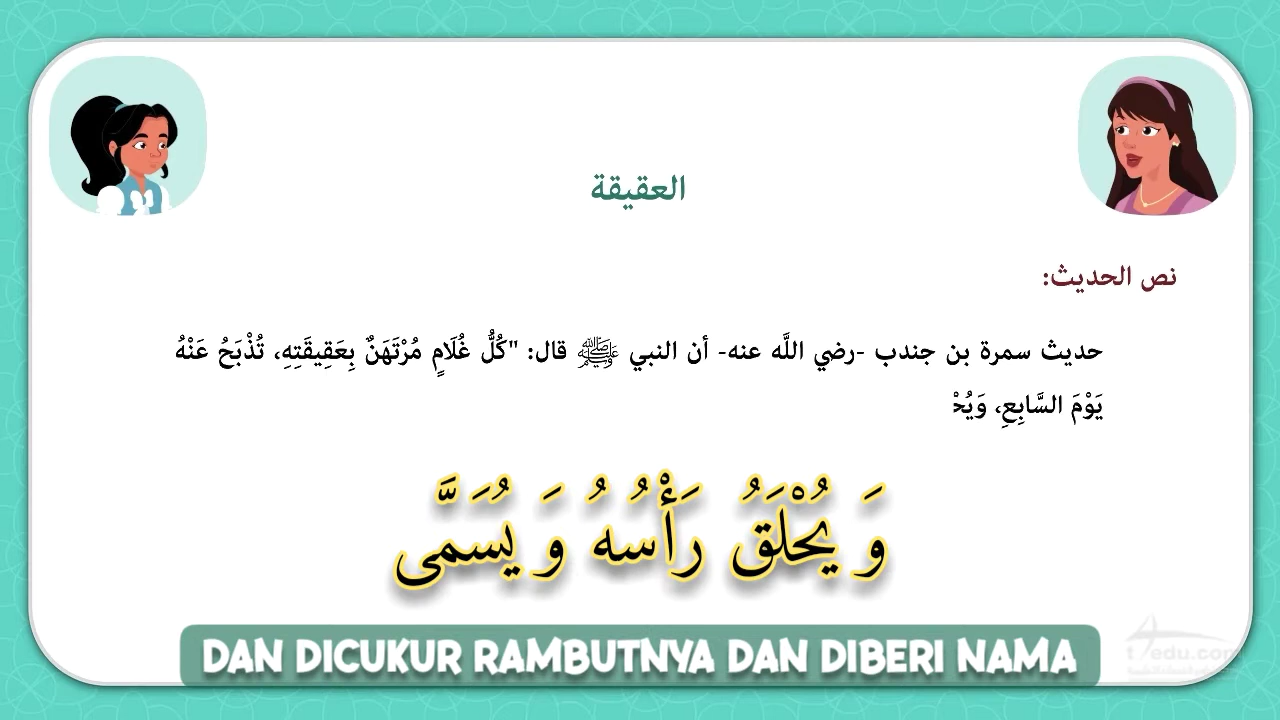 العقيقة
نص الحديث:
حديث سمرة بن جندب -رضي اللَّه عنه- أن النبي ﷺ قال: "كُلُّ غُلَامٍ مُرْتَهَنٌ بِعَقِيقَتِهِ، تُذْبَحُ عَنْهُ
يَوْمَ السَّابِعِ، وَيُحْ
وَ يُحْلَقُ رَأْسُهُ وَ يُسَمَّى
DAN DICUKUR RAMBUTNYA DAN DIBERI NAMA